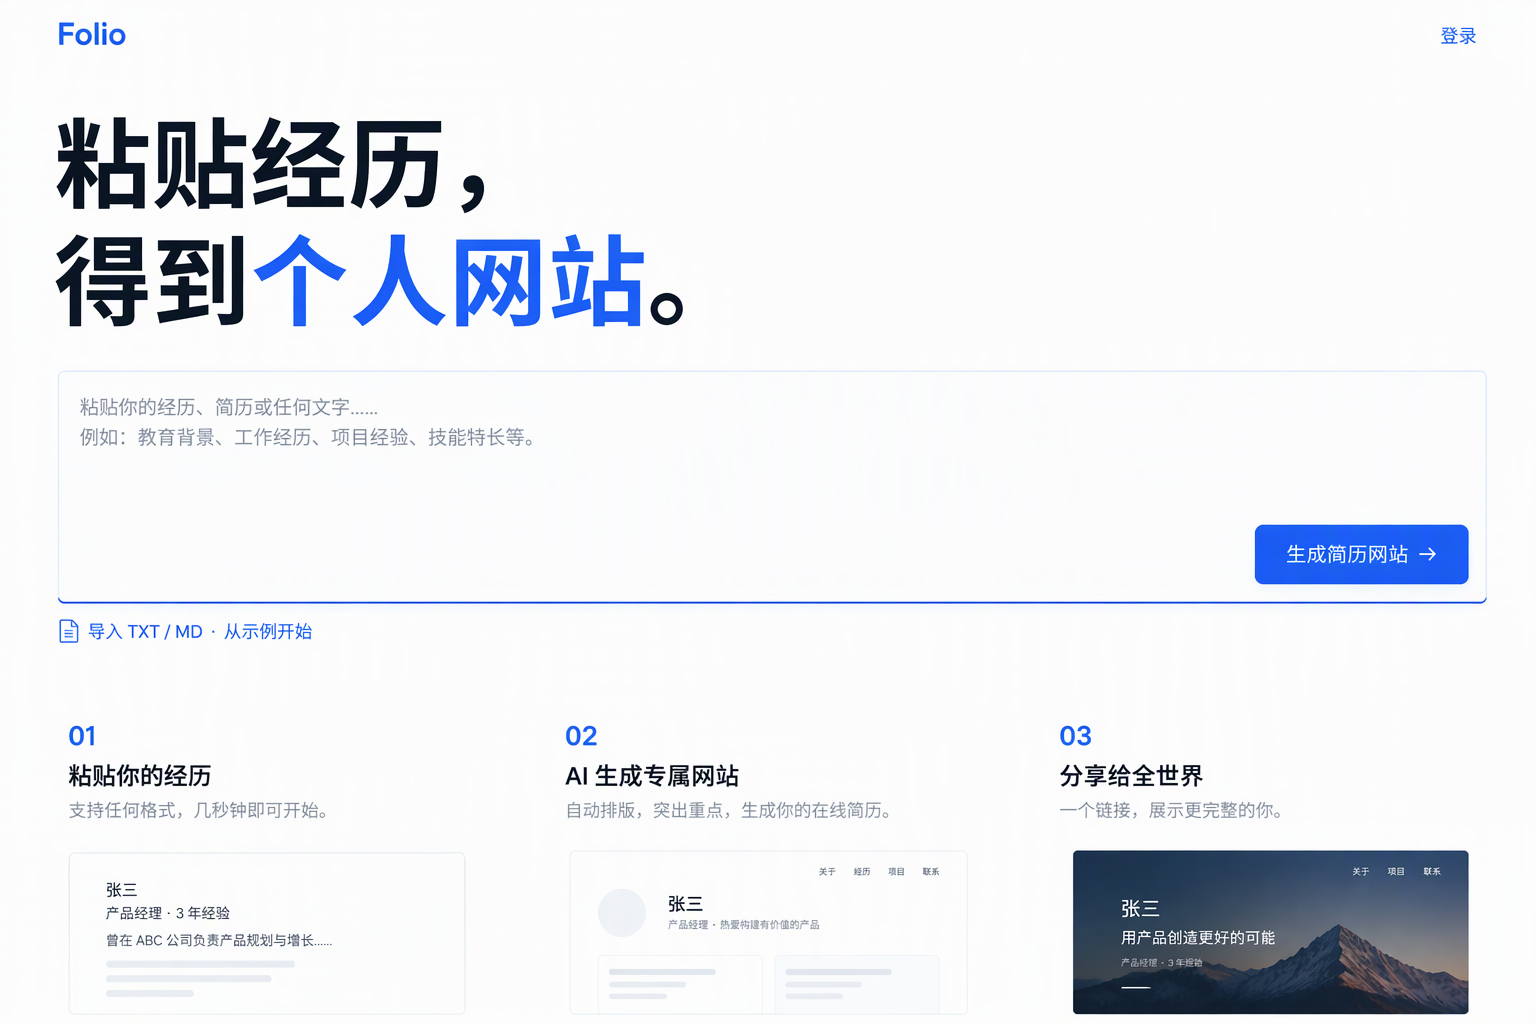 Folio
登录
粘贴经历，
得到个人网站。
粘贴你的经历、简历或任何文字……
例如：教育背景、工作经历、项目经验、技能特长等。
生成简历网站 →
导入 TXT / MD · 从示例开始
01
粘贴你的经历
支持任何格式，几秒钟即可开始。
02
AI 生成专属网站
自动排版，突出重点，生成你的在线简历。
03
分享给全世界
一个链接，展示更完整的你。
张三
产品经理 · 3 年经验
曾在 ABC 公司负责产品规划与增长……
关于 经历 项目 联系
张三
产品经理 · 热爱构建有价值的产品
关于 项目 联系
张三
用产品创造更好的可能
产品经理 · 3 年经验